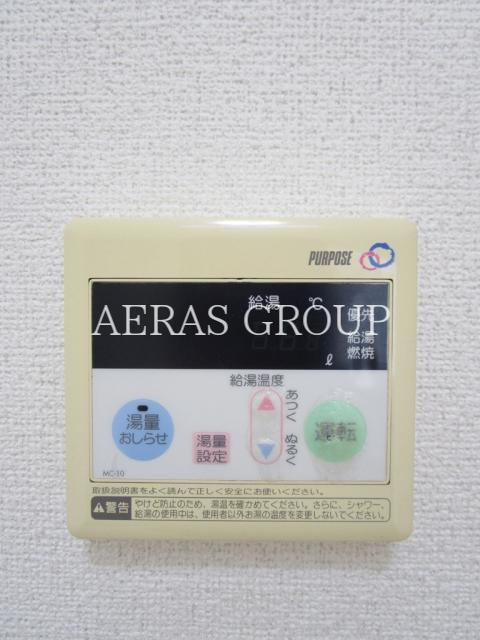 PURPOSE
給湯 ℃
優先
AERAS GROUP
給湯
燃焼
ℓ
給湯温度
あつく
湯量
おしらせ
湯量
設定
ぬるく
運転
MC-10
取扱説明書をよく読んで正しく安全にお使いください。
警告 やけど防止のため、湯温を確かめてください。さらに、シャワー、
給湯の使用中は、使用者以外お湯の温度を変更しないでください。